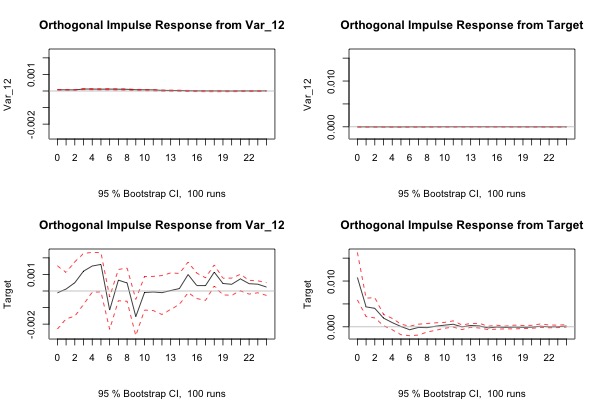 Orthogonal Impulse Response from Var_12
Var_12
0.001
-0.002
0 2 4 6 8 10 13 16 19 22
95 % Bootstrap CI, 100 runs
Orthogonal Impulse Response from Target
Var_12
0.010
0.000
0 2 4 6 8 10 13 16 19 22
95 % Bootstrap CI, 100 runs
Orthogonal Impulse Response from Var_12
Target
0.001
-0.002
0 2 4 6 8 10 13 16 19 22
95 % Bootstrap CI, 100 runs
Orthogonal Impulse Response from Target
Target
0.010
0.000
0 2 4 6 8 10 13 16 19 22
95 % Bootstrap CI, 100 runs